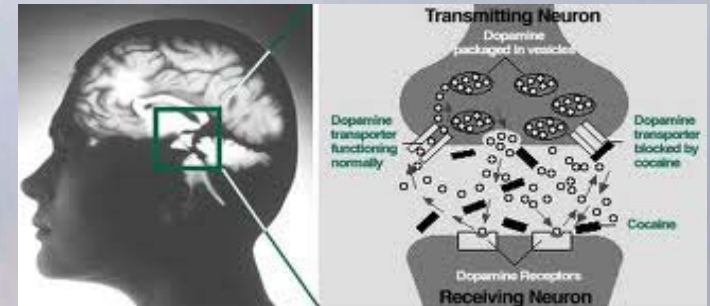 Transmitting Neuron
Dopamine
packaged in vesicles
Dopamine
transporter
functioning
normally
Dopamine
transporter
blocked by
cocaine
Cocaine
Dopamine Receptors
Receiving Neuron